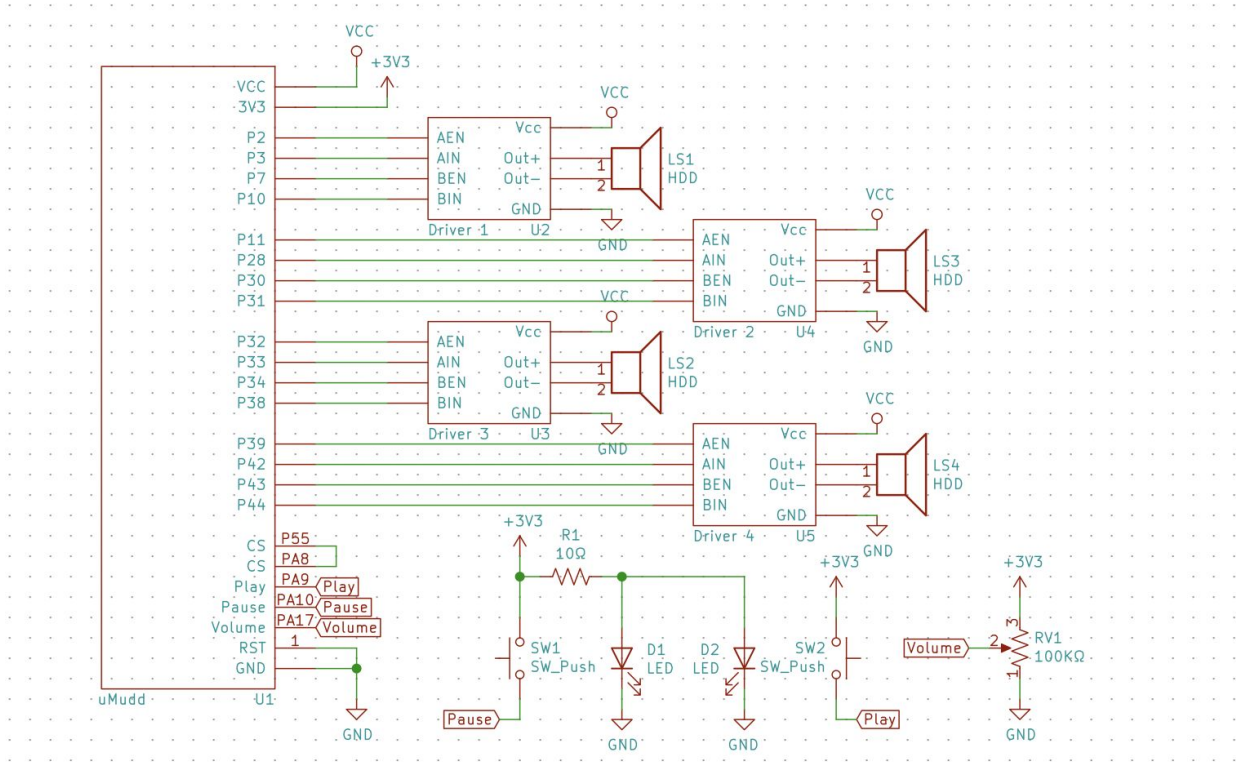 VCC
+3V3
VCC
3V3
P2
P3
P7
P10
P11
P28
P30
P31
P32
P33
P34
P38
P39
P42
P43
P44
CS P55
CS PA8
Play PA9 Play
Pause PA10 Pause
Volume PA17 Volume
RST 1
GND
uMudd U1
GND
VCC
Vcc
AEN
AIN Out+ 1
BEN Out− 2
BIN
GND
LS1
HDD
Driver 1 U2
GND
VCC
Vcc
AEN
AIN Out+ 1
BEN Out− 2
BIN
GND
LS3
HDD
Driver 2 U4
GND
VCC
Vcc
AEN
AIN Out+ 1
BEN Out− 2
BIN
GND
LS2
HDD
Driver 3 U3
GND
VCC
Vcc
AEN
AIN Out+ 1
BEN Out− 2
BIN
GND
LS4
HDD
Driver 4 U5
GND
+3V3
R1
10Ω
SW1
SW_Push
Pause
D1
LED
GND
D2
LED
GND
+3V3
SW2
SW_Push
Play
+3V3
Volume 2
3
RV1
100KΩ
1
GND